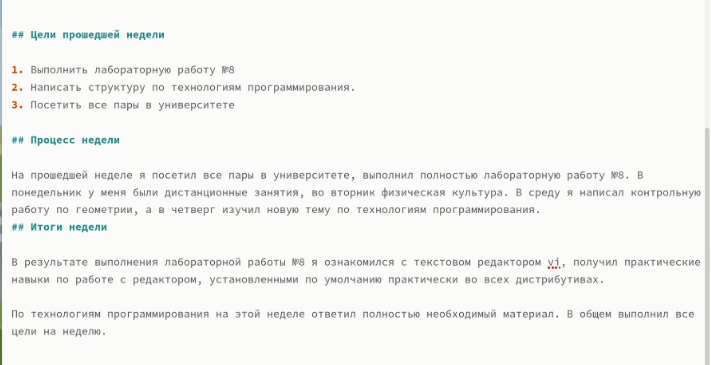 ## Цели прошедшей недели
1. Выполнить лабораторную работу №8
2. Написать структуру по технологиям программирования.
3. Посетить все пары в университете
## Процесс недели
На прошедшей неделе я посетил все пары в университете, выполнил полностью лабораторную работу №8. В
понедельник у меня были дистанционные занятия, во вторник физическая культура. В среду я написал контрольную
работу по геометрии, а в четверг изучил новую тему по технологиям программирования.
## Итоги недели
В результате выполнения лабораторной работы №8 я ознакомился с текстовом редактором vi, получил практические
навыки по работе с редактором, установленными по умолчанию практически во всех дистрибутивах.
По технологиям программирования на этой неделе ответил полностью необходимый материал. В общем выполнил все
цели на неделю.